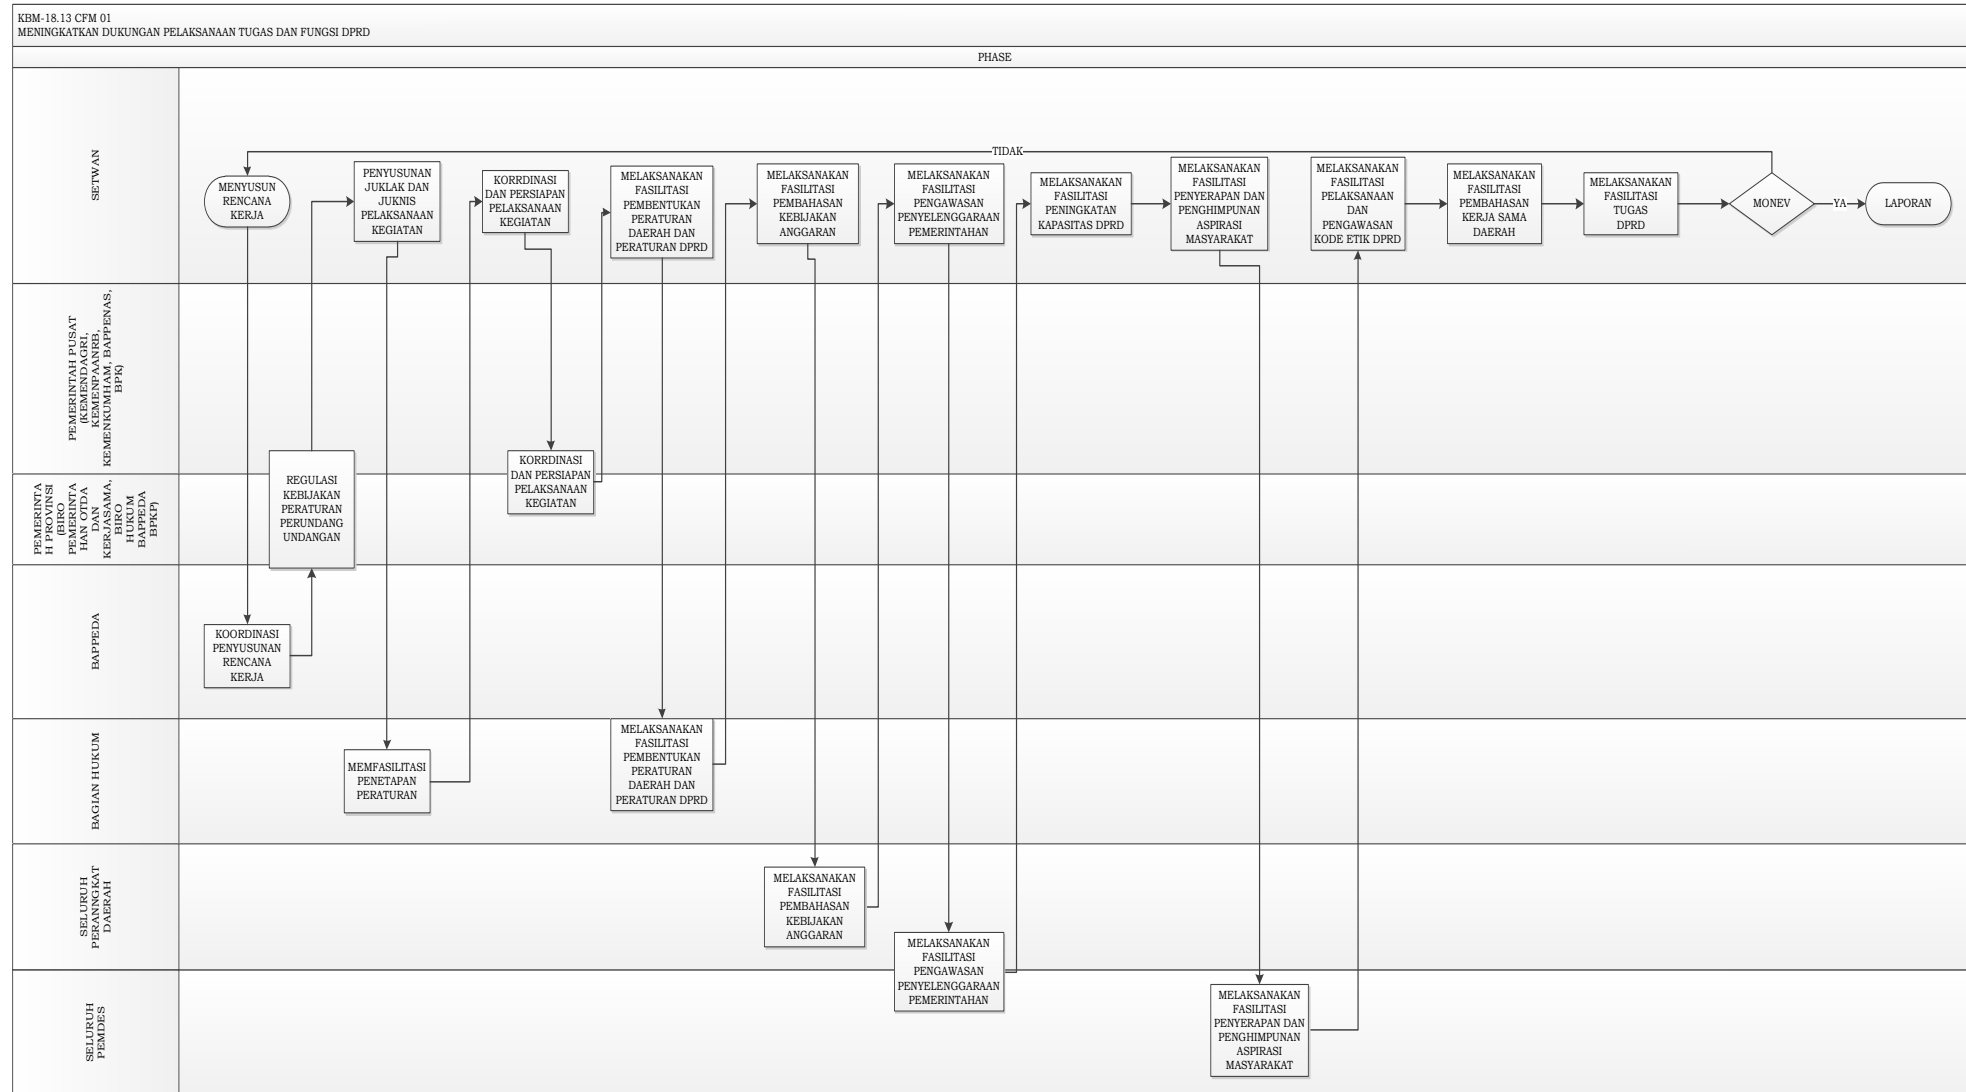 KBM-18.13 CFM 01
MENINGKATKAN DUKUNGAN PELAKSANAAN TUGAS DAN FUNGSI DPRD
PHASE
SETWAN
MENYUSUN
RENCANA
KERJA
PENYUSUNAN
JUKLAK DAN
JUKNIS
PELAKSANAAN
KEGIATAN
KORRDINASI
DAN PERSIAPAN
PELAKSANAAN
KEGIATAN
MELAKSANAKAN
FASILITASI
PEMBENTUKAN
PERATURAN
DAERAH DAN
PERATURAN DPRD
MELAKSANAKAN
FASILITASI
PEMBAHASAN
KEBIJAKAN
ANGGARAN
MELAKSANAKAN
FASILITASI
PENGAWASAN
PENYELENGGARAAN
PEMERINTAHAN
MELAKSANAKAN
FASILITASI
PENINGKATAN
KAPASITAS DPRD
MELAKSANAKAN
FASILITASI
PENYERAPAN DAN
PENGHIMPUNAN
ASPIRASI
MASYARAKAT
MELAKSANAKAN
FASILITASI
PELAKSANAAN
DAN
PENGAWASAN
KODE ETIK DPRD
MELAKSANAKAN
FASILITASI
PEMBAHASAN
KERJA SAMA
DAERAH
MELAKSANAKAN
FASILITASI
TUGAS
DPRD
MONEV
YA
LAPORAN
TIDAK
PEMERINTAH PUSAT
(KEMENDAGRI,
KEMENPAANRB,
KEMENKUMHAM, BAPPENAS,
BPK)
PEMERINTA
H PROVINSI
(BIRO
PEMERINTA
HAN OTDA
DAN
KERJASAMA,
BIRO
HUKUM
BAPPEDA
BPKP)
REGULASI
KEBIJAKAN
PERATURAN
PERUNDANG
UNDANGAN
KORRDINASI
DAN PERSIAPAN
PELAKSANAAN
KEGIATAN
BAPPEDA
KOORDINASI
PENYUSUNAN
RENCANA
KERJA
BAGIAN HUKUM
MEMFASILITASI
PENETAPAN
PERATURAN
MELAKSANAKAN
FASILITASI
PEMBENTUKAN
PERATURAN
DAERAH DAN
PERATURAN DPRD
SELURUH
PERANNGKAT
DAERAH
MELAKSANAKAN
FASILITASI
PEMBAHASAN
KEBIJAKAN
ANGGARAN
MELAKSANAKAN
FASILITASI
PENGAWASAN
PENYELENGGARAAN
PEMERINTAHAN
SELURUH
PEMDES
MELAKSANAKAN
FASILITASI
PENYERAPAN DAN
PENGHIMPUNAN
ASPIRASI
MASYARAKAT